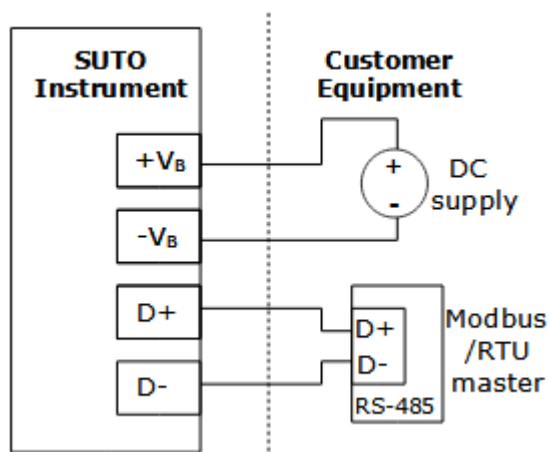 SUTO
Instrument
Customer
Equipment
+VB
-VB
D+
D-
+
-
DC
supply
D+
D-
RS-485
Modbus
/RTU
master